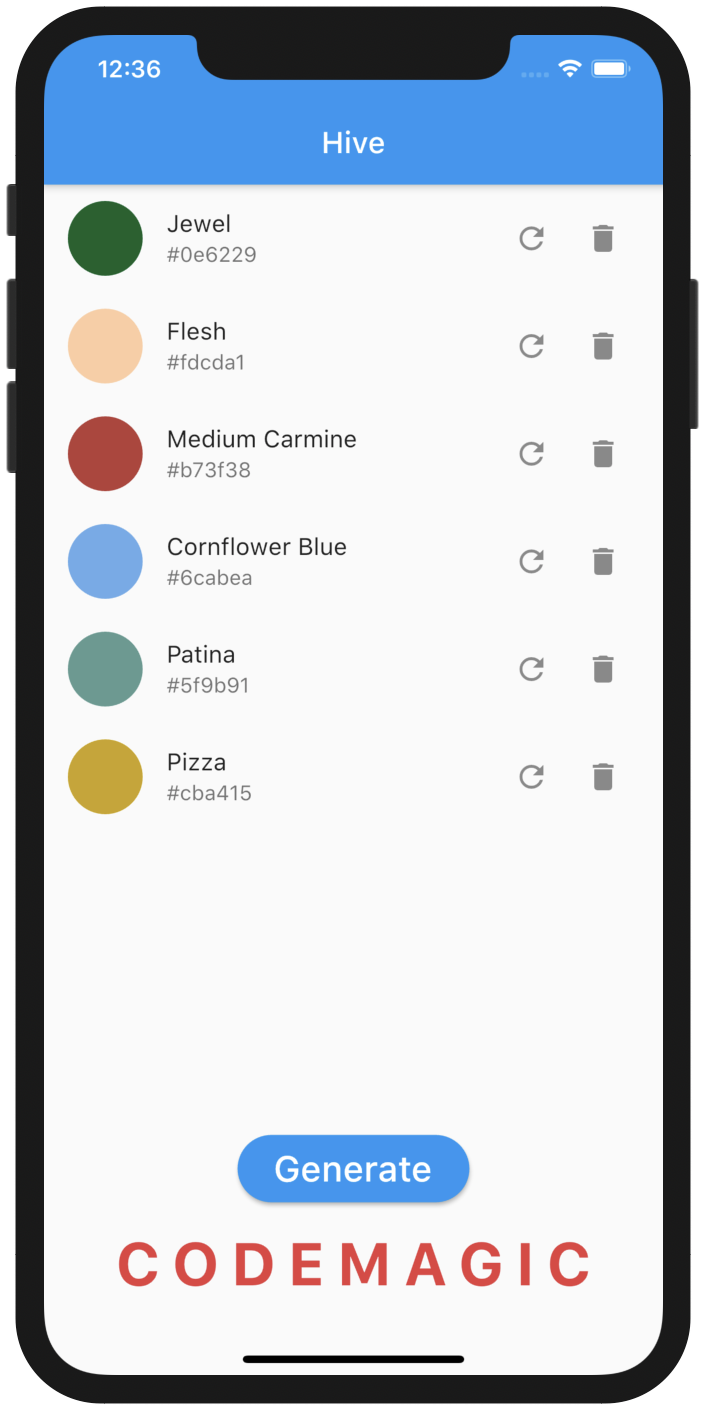 12:36
Hive
Jewel
#0e6229
Flesh
#fdcda1
Medium Carmine
#b73f38
Cornflower Blue
#6cabea
Patina
#5f9b91
Pizza
#cba415
Generate
CODEMAGIC